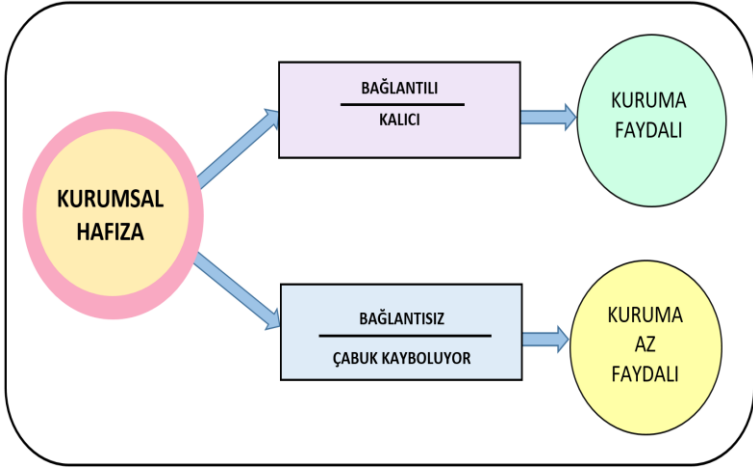 KURUMSAL
HAFIZA
BAĞLANTILI
KALICI
KURUMA
FAYDALI
BAĞLANTISIZ
ÇABUK KAYBOLUYOR
KURUMA
AZ
FAYDALI